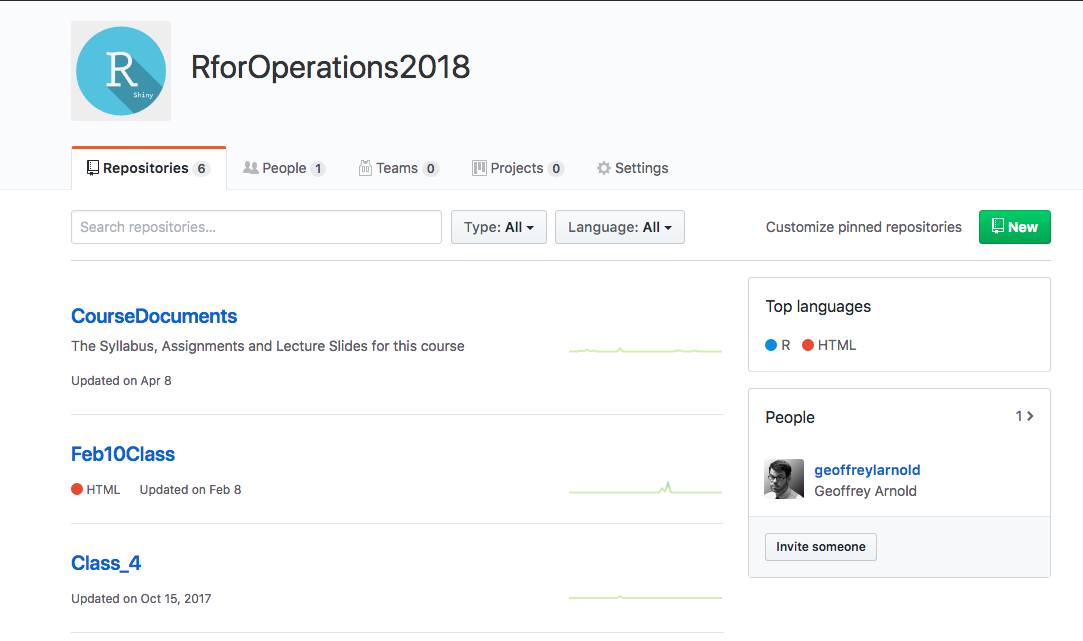 R
Shiny
RforOperations2018
Repositories 6
People 1
Teams 0
Projects 0
Settings
Search repositories...
Type: All
Language: All
Customize pinned repositories
New
CourseDocuments
The Syllabus, Assignments and Lecture Slides for this course
Updated on Apr 8
Feb10Class
HTML Updated on Feb 8
Class_4
Updated on Oct 15, 2017
Top languages
R HTML
People 1
geoffreylarnold
Geoffrey Arnold
Invite someone